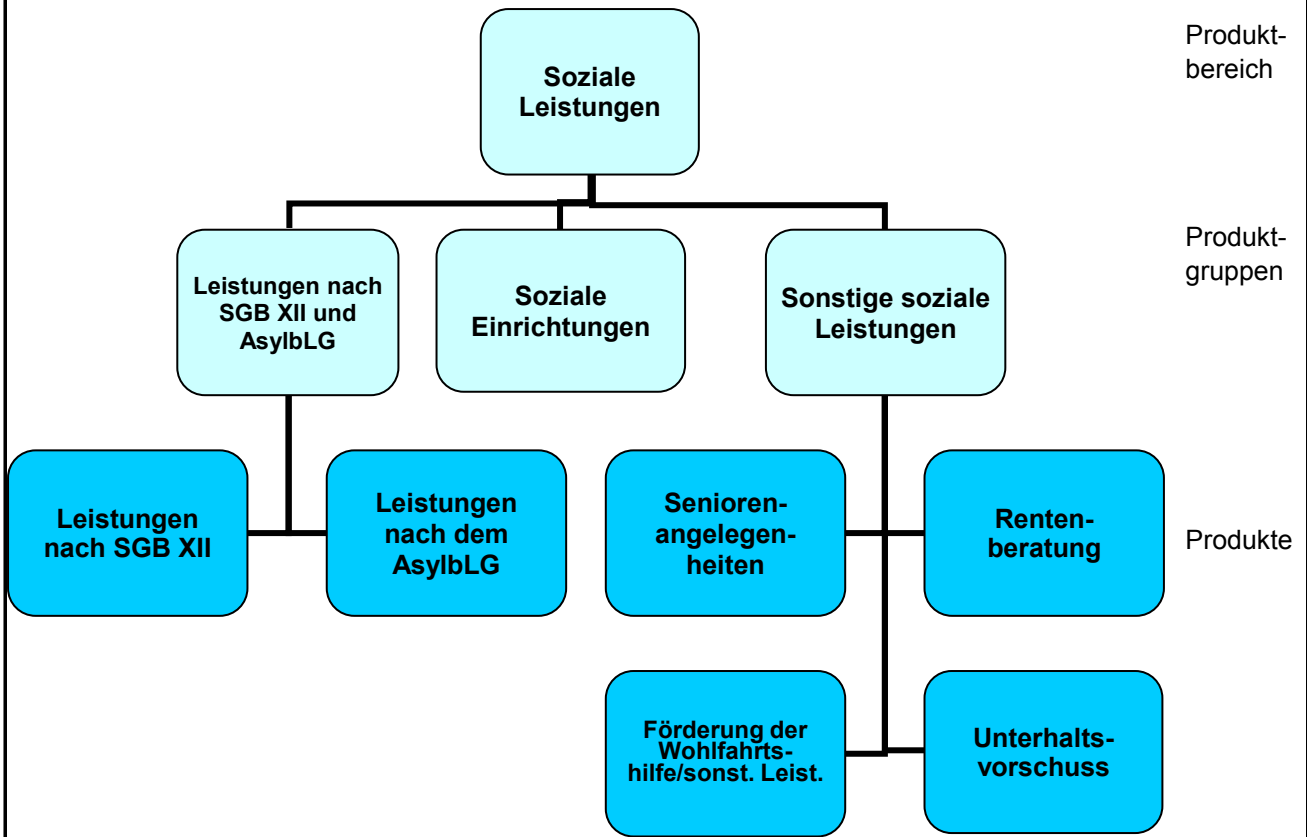 Soziale
Leistungen
Produkt-
bereich
Leistungen nach
SGB XII und
AsylbLG
Soziale
Einrichtungen
Sonstige soziale
Leistungen
Produkt-
gruppen
Leistungen
nach SGB XII
Leistungen
nach dem
AsylbLG
Senioren-
angelegen-
heiten
Renten-
beratung
Produkte
Förderung der
Wohlfahrts-
hilfe/sonst. Leist.
Unterhalts-
vorschuss